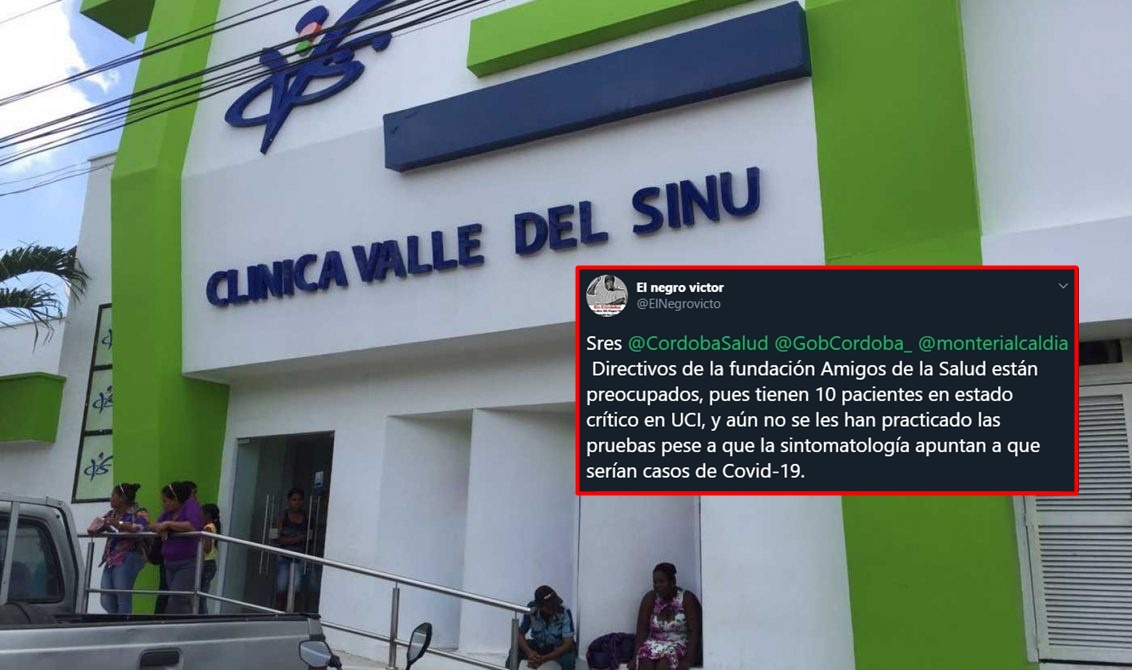 CLINICA VALLE DEL SINU
El negro victor
@ElNegrovicto
Sres @CordobaSalud @GobCordoba_ @monterialcaldia
Directivos de la fundación Amigos de la Salud están
preocupados, pues tienen 10 pacientes en estado
crítico en UCI, y aún no se les han practicado las
pruebas pese a que la sintomatología apuntan a que
serían casos de Covid-19.